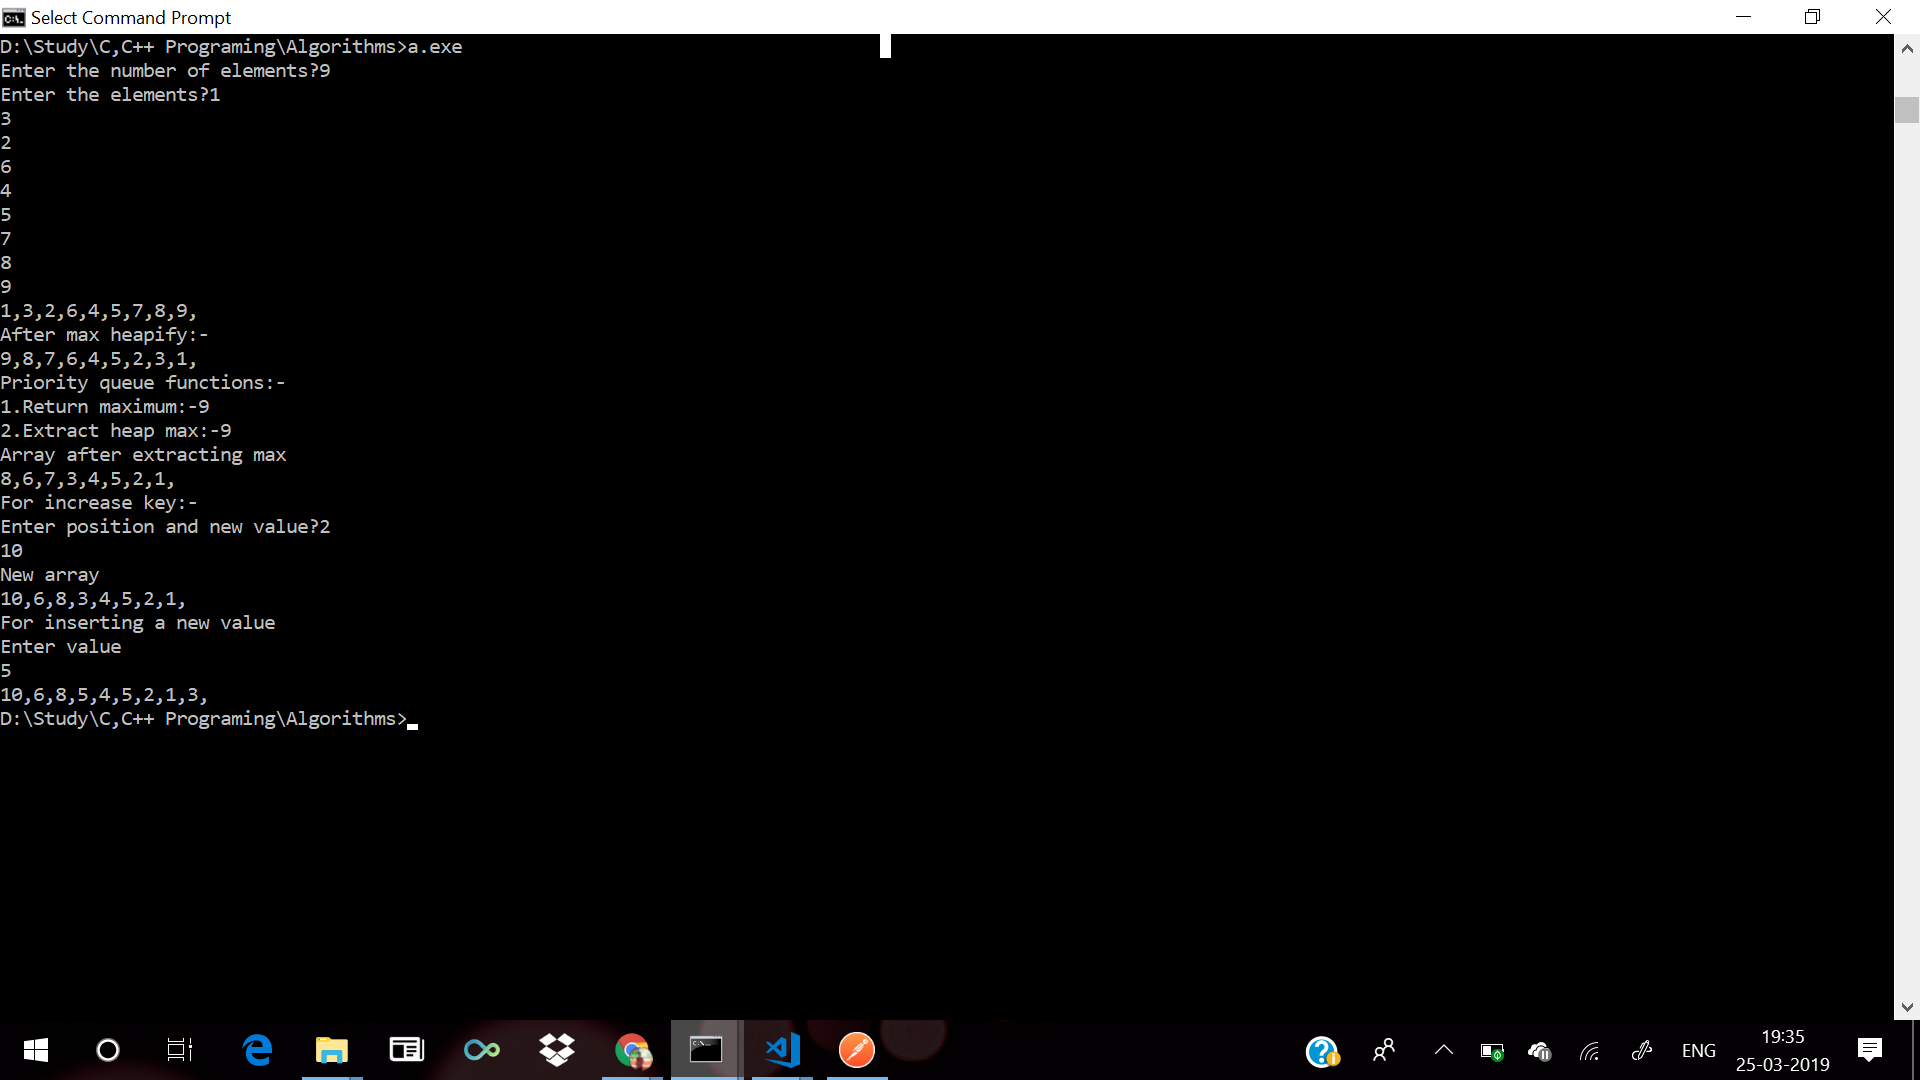 Select Command Prompt
D:\Study\C,C++ Programing\Algorithms>a.exe
Enter the number of elements?9
Enter the elements?1
3
2
6
4
5
7
8
9
1,3,2,6,4,5,7,8,9,
After max heapify:-
9,8,7,6,4,5,2,3,1,
Priority queue functions:-
1.Return maximum:-9
2.Extract heap max:-9
Array after extracting max
8,6,7,3,4,5,2,1,
For increase key:-
Enter position and new value?2
10
New array
10,6,8,3,4,5,2,1,
For inserting a new value
Enter value
5
10,6,8,5,4,5,2,1,3,
D:\Study\C,C++ Programing\Algorithms>
ENG
19:35
25-03-2019